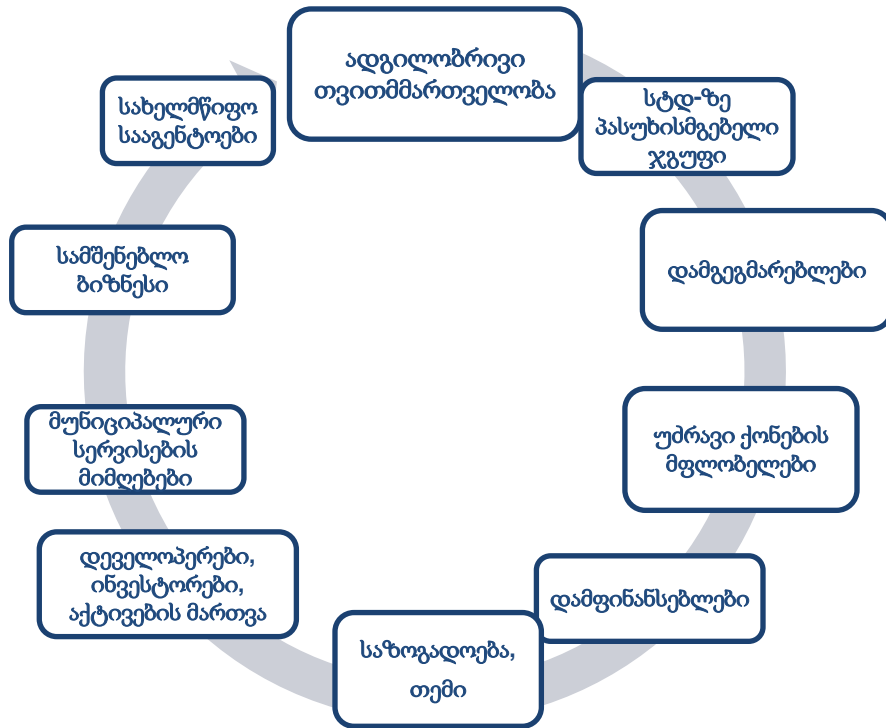 ადგილობრივი
თვითმმართველობა
სტდ-ზე
პასუხისმგებელი
ჯგუფი
დამგეგმარებლები
უძრავი ქონების
მფლობელები
დამფინანსებლები
საზოგადოება,
თემი
დეველოპერები,
ინვესტორები,
აქტივების მართვა
მუნიციპალური
სერვისების
მიმღებები
სამშენებლო
ბიზნესი
სახელმწიფო
სააგენტოები